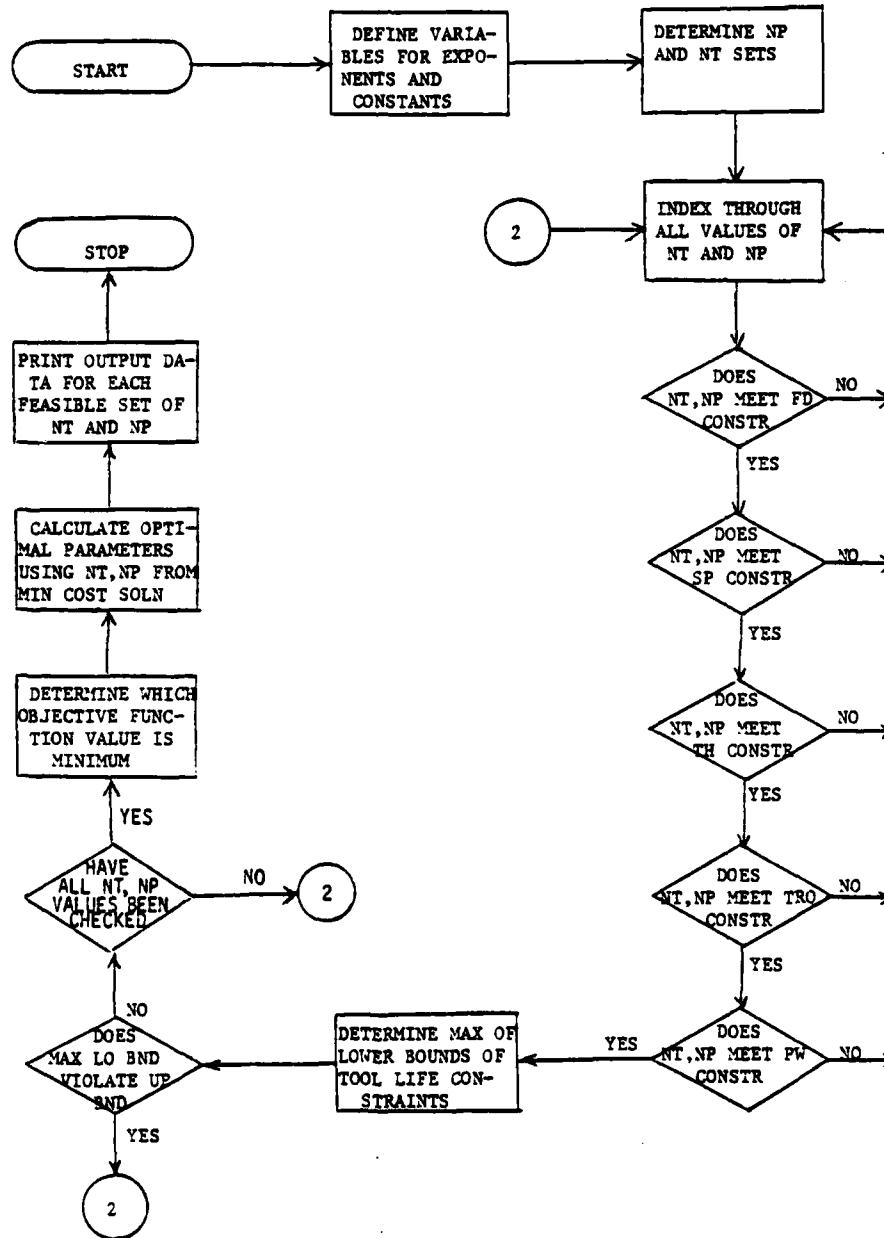 START
DEFINE VARIA-
BLES FOR EXPO-
NENTS AND
CONSTANTS
DETERMINE NP
AND NT SETS
2
INDEX THROUGH
ALL VALUES OF
NT AND NP
DOES
NT,NP MEET FD
CONSTR
NO
YES
DOES
NT,NP MEET
SP CONSTR
NO
YES
DOES
NT,NP MEET
TH CONSTR
NO
YES
DOES
NT,NP MEET TRQ
CONSTR
NO
YES
DOES
NT,NP MEET PW
CONSTR
NO
YES
DETERMINE MAX OF
LOWER BOUNDS OF
TOOL LIFE CON-
STRAINTS
DOES
MAX LO BND
VIOLATE UP
BND
YES
2
NO
HAVE
ALL NT, NP
VALUES BEEN
CHECKED
NO
2
YES
DETERMINE WHICH
OBJECTIVE FUNC-
TION VALUE IS
MINIMUM
CALCULATE OPTI-
MAL PARAMETERS
USING NT,NP FROM
MIN COST SOLN
PRINT OUTPUT DA-
TA FOR EACH
FEASIBLE SET OF
NT AND NP
STOP